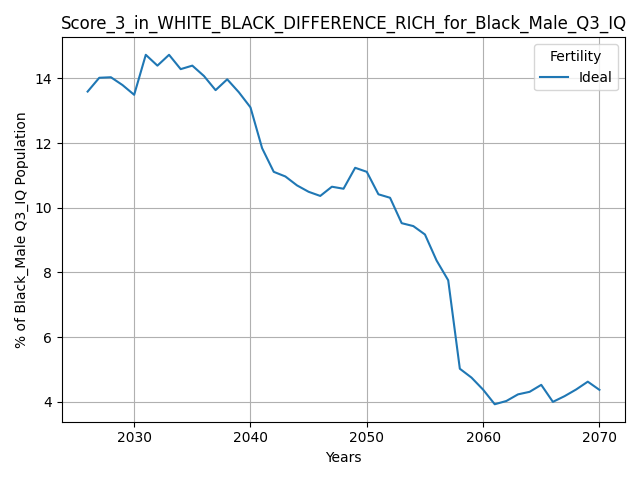 Score_3_in_WHITE_BLACK_DIFFERENCE_RICH_for_Black_Male_Q3_IQ
Fertility
Ideal
% of Black_Male Q3_IQ Population
14
12
10
8
6
4
2030 2040 2050 2060 2070
Years